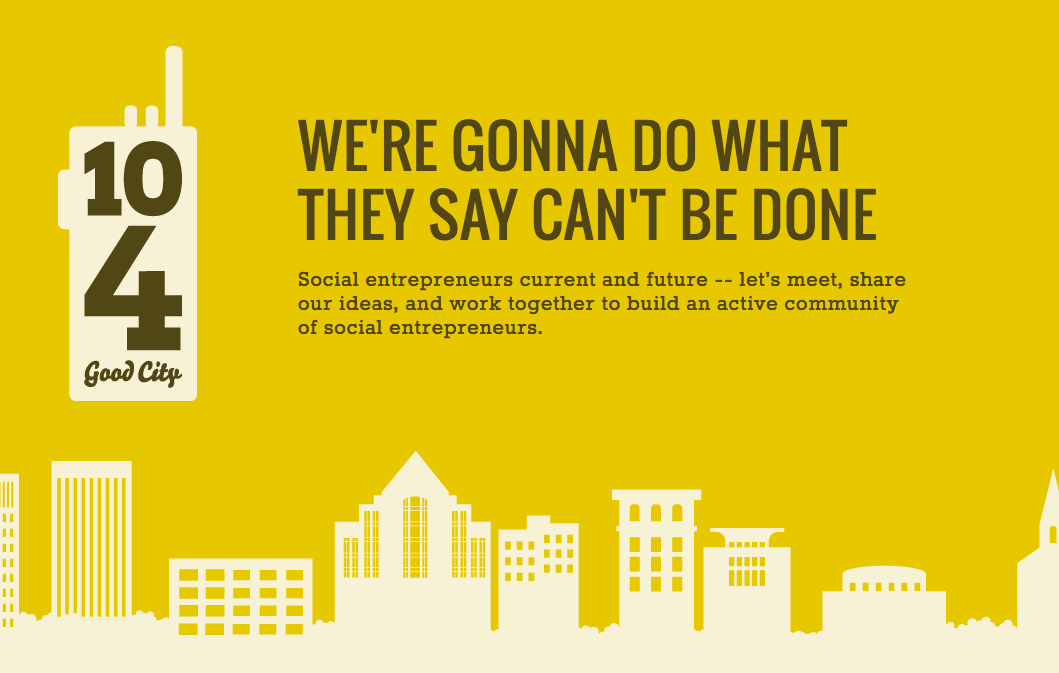 10
4
Good City
WE'RE GONNA DO WHAT
THEY SAY CAN'T BE DONE
Social entrepreneurs current and future -- let's meet, share
our ideas, and work together to build an active community
of social entrepreneurs.